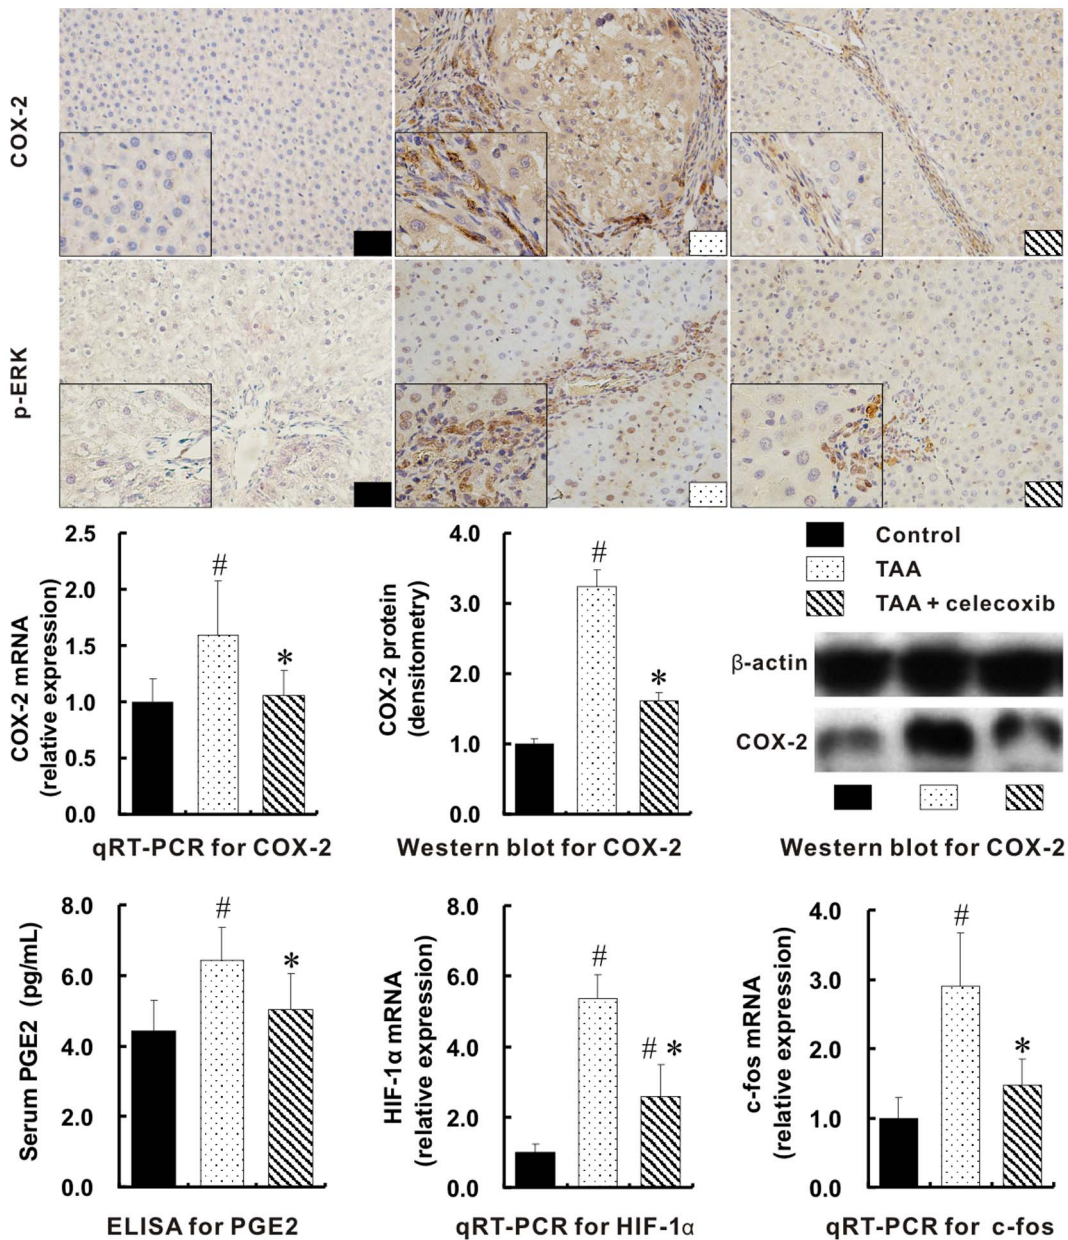 COX-2
p-ERK
COX-2 mRNA
(relative expression)
2.5
2.0
1.5
1.0
0.5
0.0
#
*
qRT-PCR for COX-2
COX-2 protein
(densitometry)
4.0
3.0
2.0
1.0
0.0
#
*
Western blot for COX-2
Control
TAA
TAA + celecoxib
β-actin
COX-2
Western blot for COX-2
Serum PGE2 (pg/mL)
8.0
6.0
4.0
2.0
0.0
#
*
ELISA for PGE2
HIF-1α mRNA
(relative expression)
8.0
6.0
4.0
2.0
0.0
#
# *
qRT-PCR for HIF-1α
c-fos mRNA
(relative expression)
4.0
3.0
2.0
1.0
0.0
#
*
qRT-PCR for c-fos